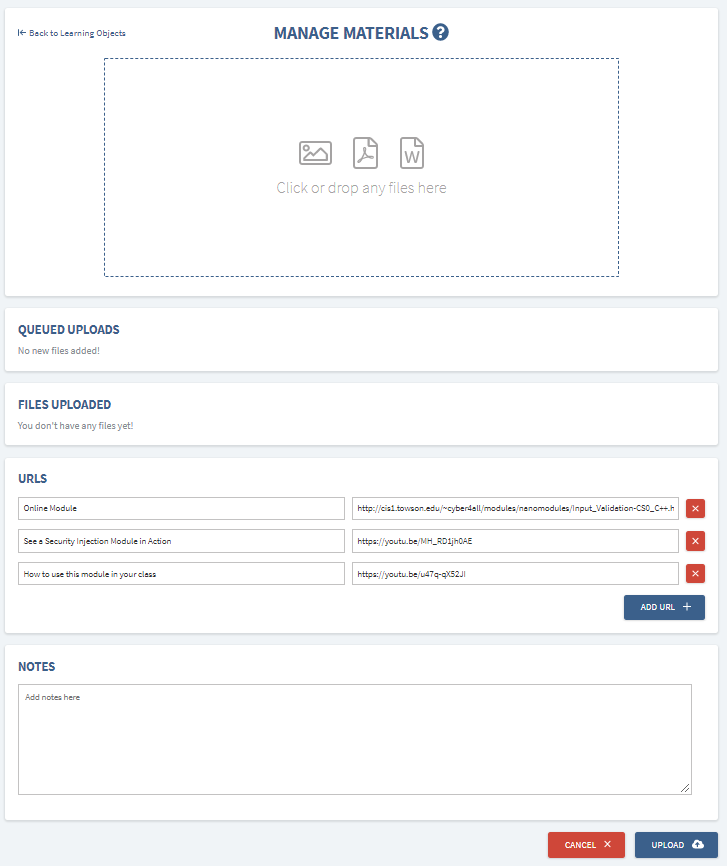 Back to Learning Objects
MANAGE MATERIALS ?
W
Click or drop any files here
QUEUED UPLOADS
No new files added!
FILES UPLOADED
You don't have any files yet!
URLS
Online Module http://cis1.towson.edu/~cyber4all/modules/nanomodules/Input_Validation-CS0_C++.h
See a Security Injection Module in Action https://youtu.be/MH_RD1jh0AE
How to use this module in your class https://youtu.be/u47q-qX52JI
ADD URL +
NOTES
Add notes here
CANCEL ×
UPLOAD